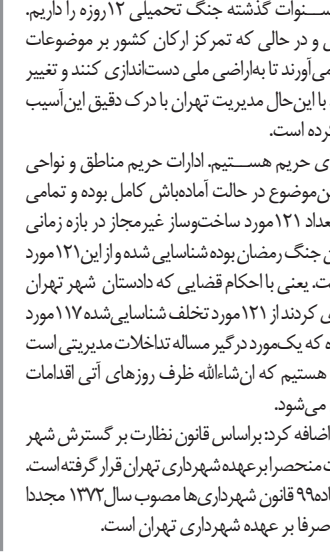 ســنوات گذشته جنگ تحمیلی ۱۲روزه را داریم.
و در حالی که تمرکز ارکان کشور بر موضوعات
می‌آورند تا به‌اراضی ملی دست‌اندازی کنند و تغییر
با این‌حال مدیریت تهران با درک دقیق این‌آسیب
کرده است.
ی حریم هســتیم. ادارات حریم مناطق و نواحی
ن‌موضوع در حالت آماده‌باش کامل بوده و تمامی
عداد ۱۲۱مورد ساخت‌وساز غیرمجاز در بازه زمانی
ن جنگ رمضان بوده شناسایی شده و از این۱۲۱مورد
ت. یعنی با احکام قضایی که دادستان شهر تهران
ی کردند از ۱۲۱مورد تخلف شناسایی‌شده ۱۱۷مورد
ه که یک‌مورد درگیر مساله تداخلات مدیریتی است
هستیم که ان‌شاءالله ظرف روزهای آتی اقدامات
می‌شود.
اضافه کرد: براساس قانون نظارت بر گسترش شهر
ت منحصرا بر عهده شهرداری تهران قرار گرفته است.
ماده۹۹ قانون شهرداری‌ها مصوب سال۱۳۷۲ مجددا
صرفا بر عهده شهرداری تهران است.